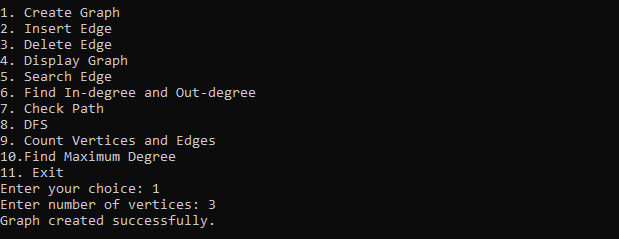 1. Create Graph
2. Insert Edge
3. Delete Edge
4. Display Graph
5. Search Edge
6. Find In-degree and Out-degree
7. Check Path
8. DFS
9. Count Vertices and Edges
10.Find Maximum Degree
11. Exit
Enter your choice: 1
Enter number of vertices: 3
Graph created successfully.